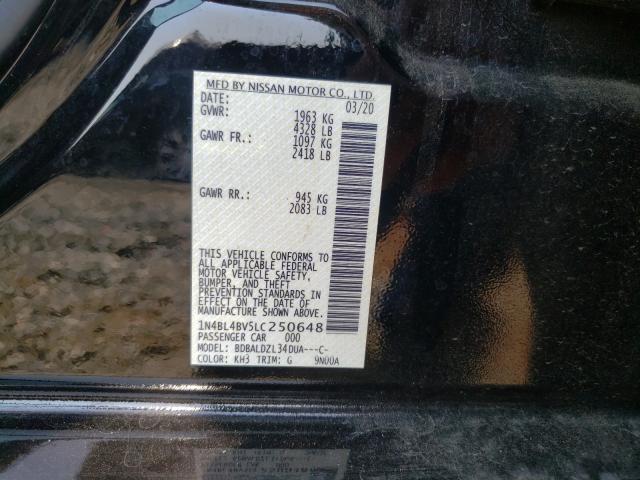 MFD BY NISSAN MOTOR CO., LTD.
DATE: 03/20
GVWR: 1963 KG
4328 LB
GAWR FR.: 1097 KG
2418 LB
GAWR RR.: 945 KG
2083 LB
THIS VEHICLE CONFORMS TO
ALL APPLICABLE FEDERAL
MOTOR VEHICLE SAFETY,
BUMPER, AND THEFT
PREVENTION STANDARDS IN
EFFECT ON THE DATE OF
MANUFACTURE SHOWN ABOVE.
1N4BL4BV5LC250648
PASSENGER CAR 000
MODEL: BDBALDZL34DUA---C-
COLOR: KH3 TRIM: G 9N00A